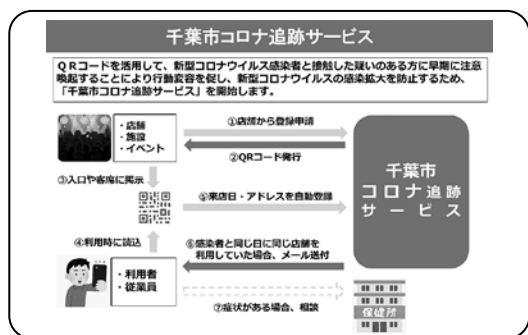 千葉市コロナ追跡サービス
QRコードを活用して、新型コロナウイルス感染者と接触した疑いのある方に早期に注意
喚起することにより行動変容を促し、新型コロナウイルスの感染拡大を防止するため、
「千葉市コロナ追跡サービス」を開始します。
・店舗
・施設
・イベント
①店舗から登録申請
②QRコード発行
千葉市
コロナ追跡
サービス
③入口や客席に掲示
⑤来店日・アドレスを自動登録
④利用時に読込
⑥感染者と同じ日に同じ店舗を
利用していた場合、メール送付
・利用者
・従業員
⑦症状がある場合、相談
保健所